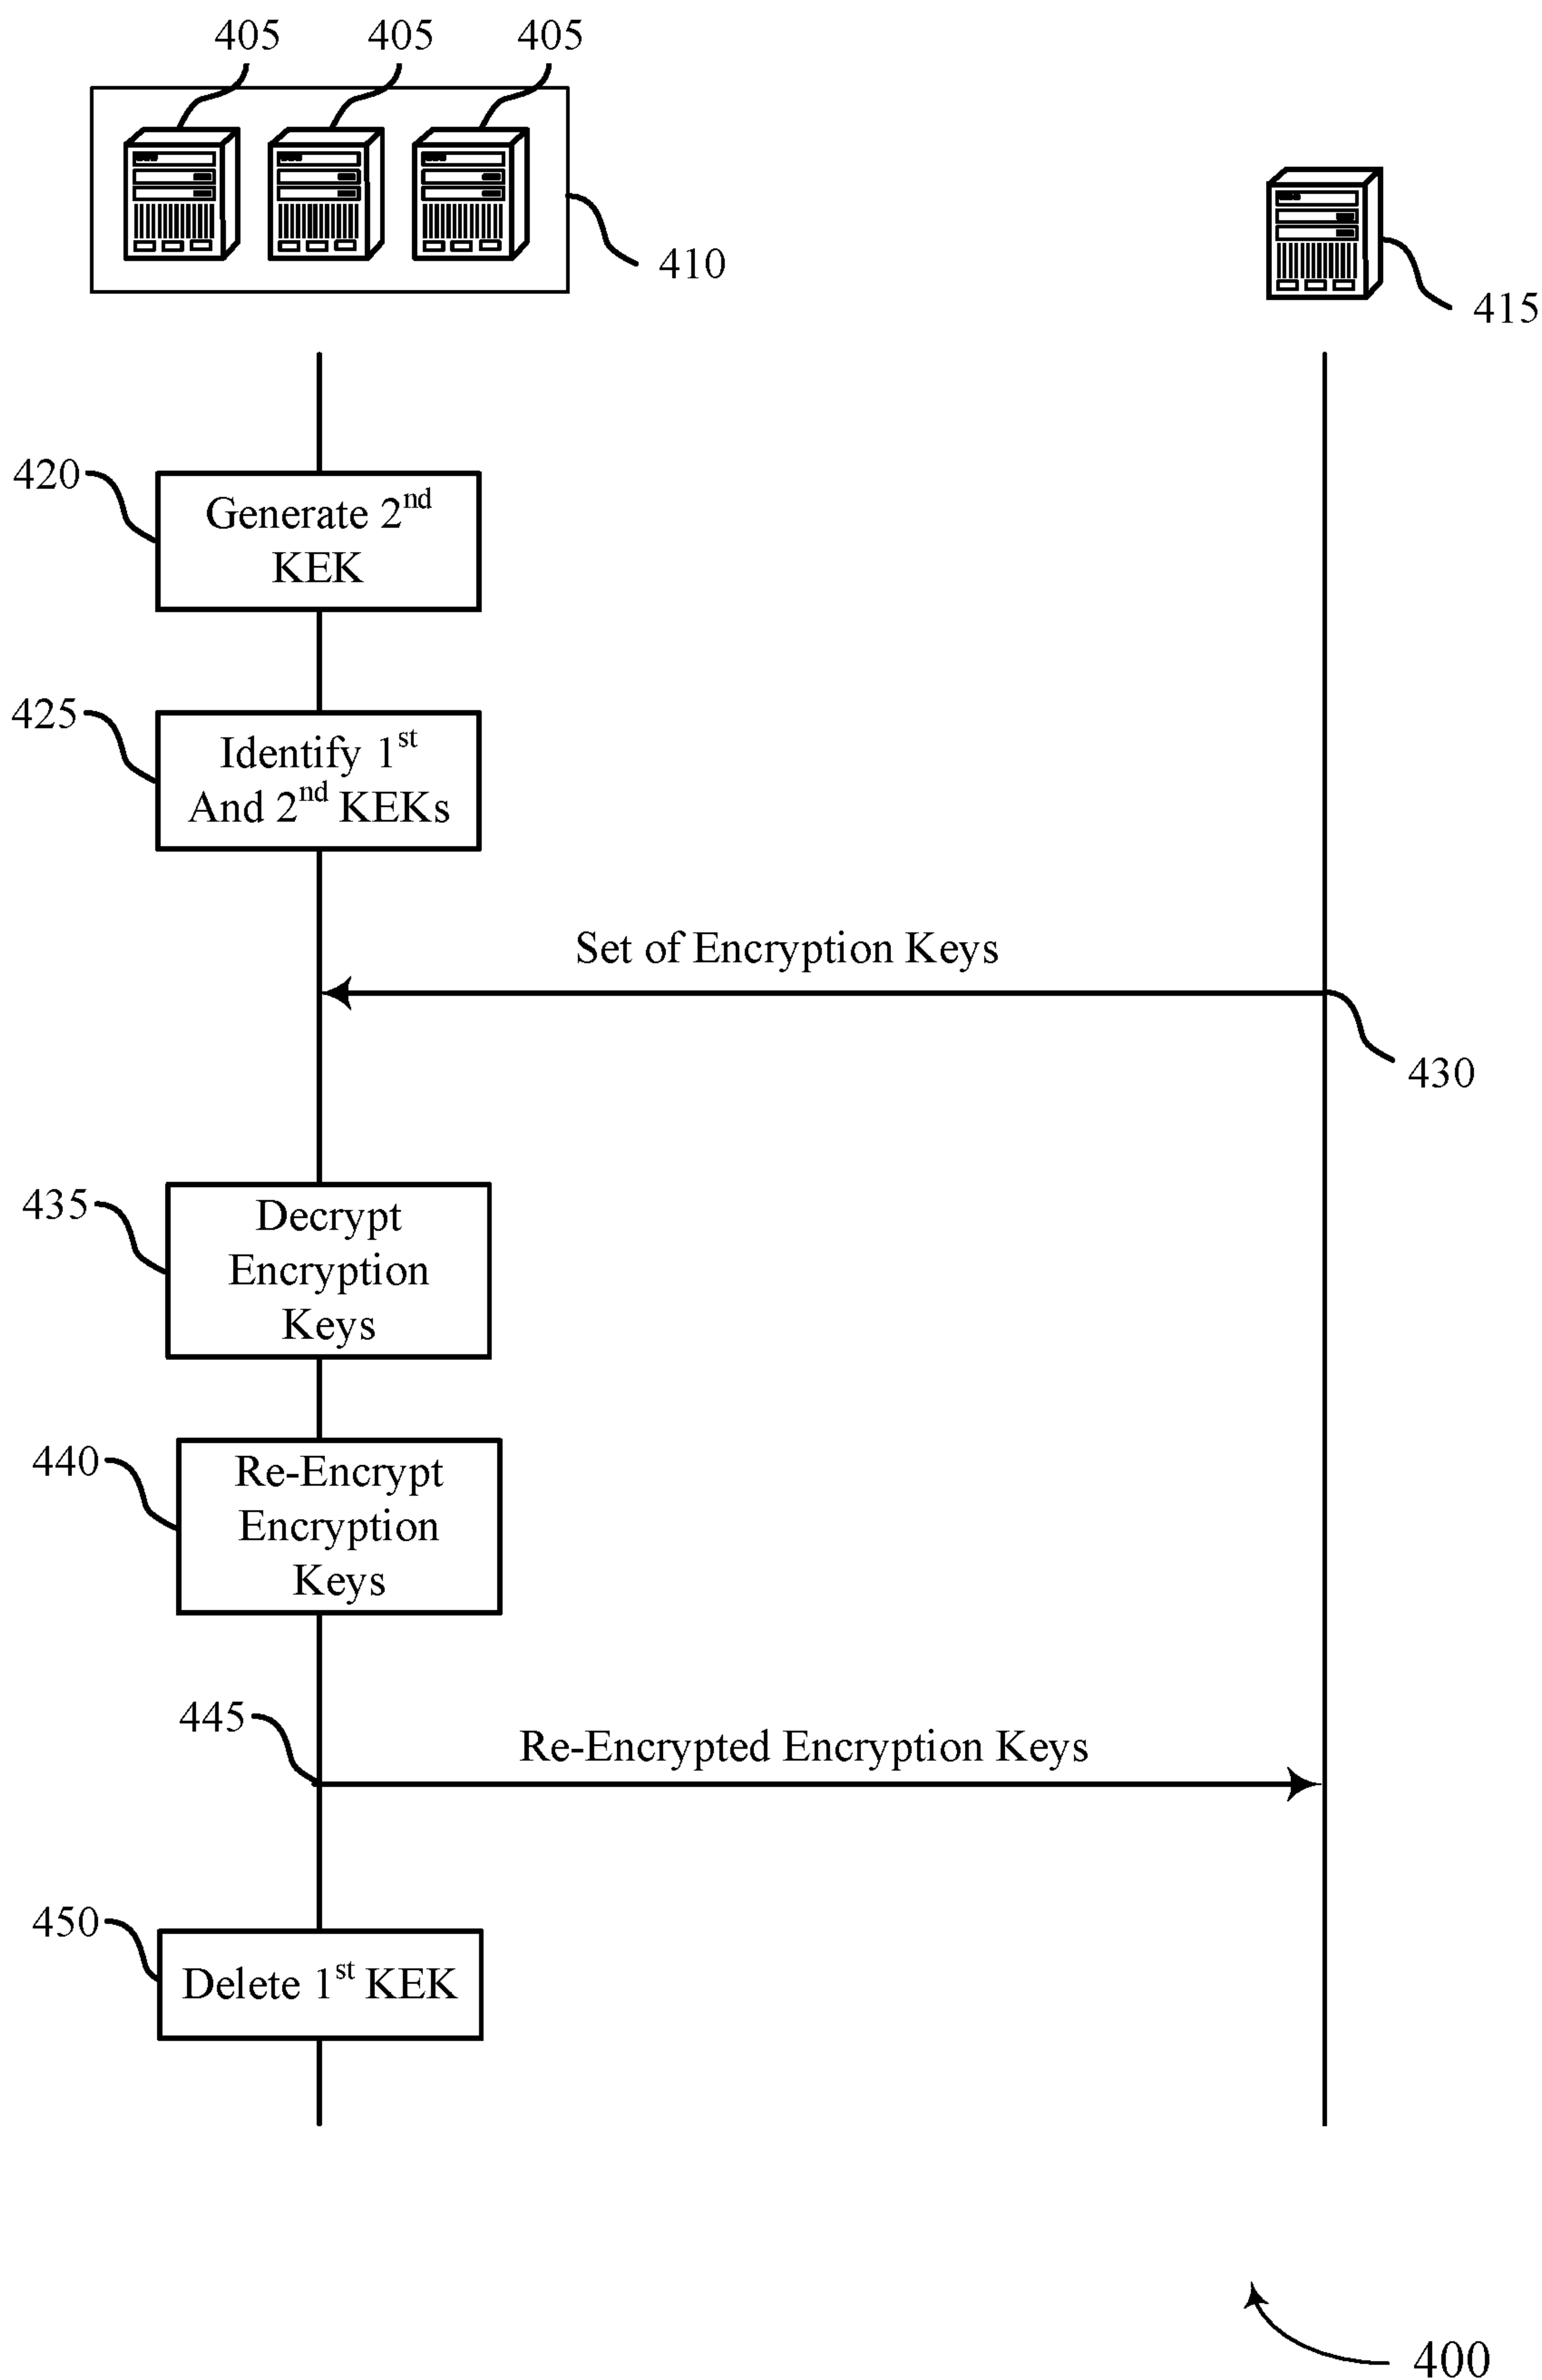 405 405 405
410
415
420
Generate 2nd
KEK
425
Identify 1st
And 2nd KEKs
Set of Encryption Keys
430
435
Decrypt
Encryption
Keys
440
Re-Encrypt
Encryption
Keys
445
Re-Encrypted Encryption Keys
450
Delete 1st KEK
400